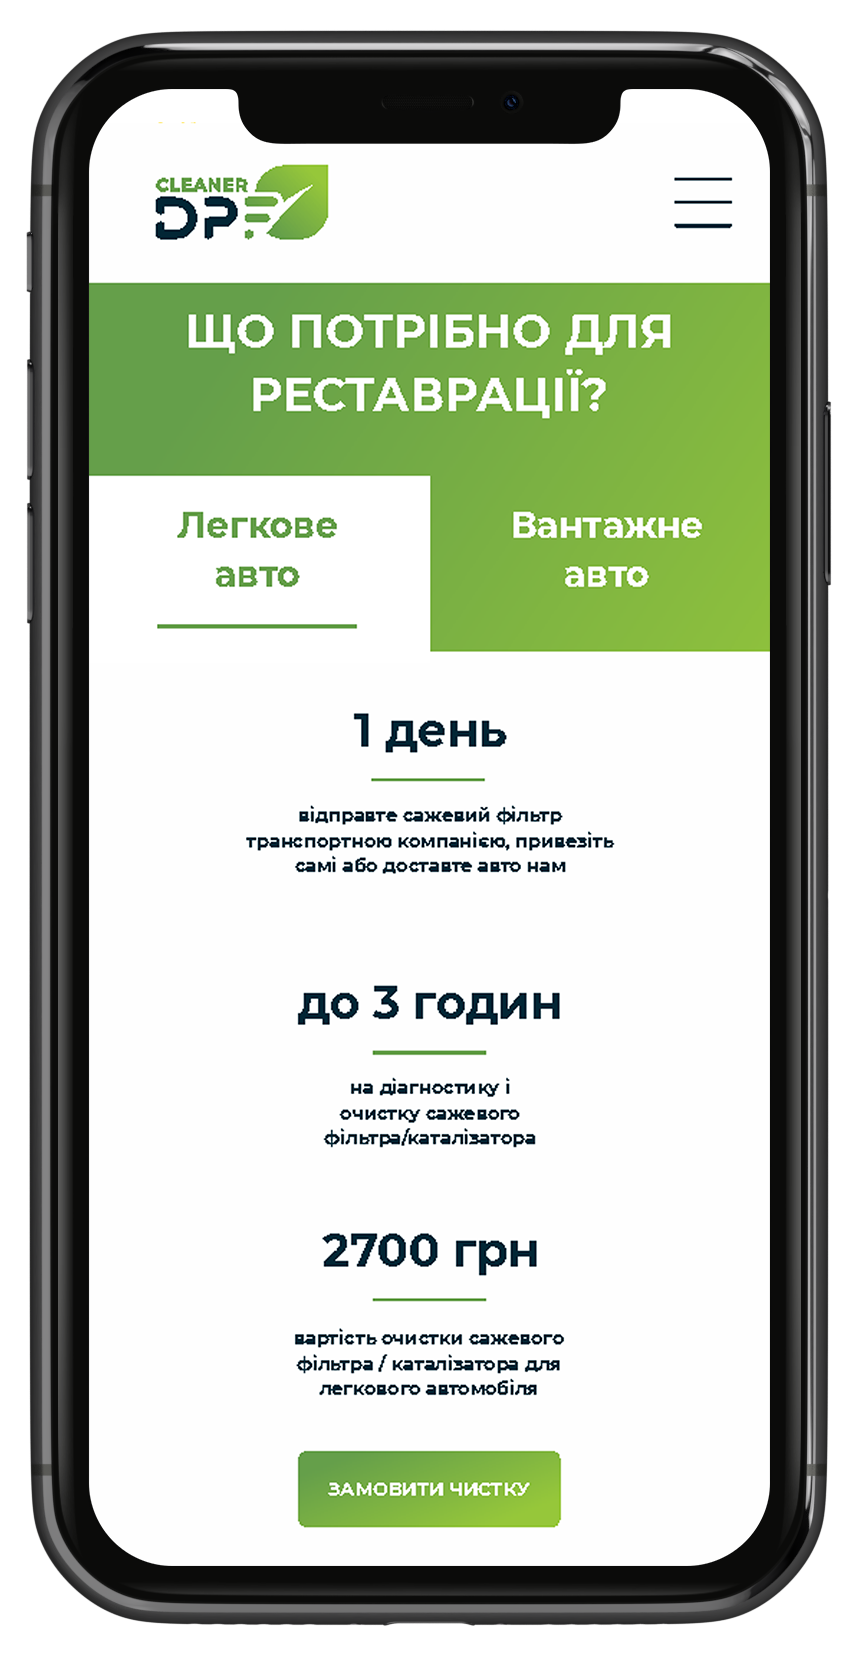 CLEANER
DPF
ЩО ПОТРІБНО ДЛЯ
РЕСТАВРАЦІЇ?
Легкове
авто
Вантажне
авто
1 день
відправте сажевий фільтр
транспортною компанією, привезіть
самі або доставте авто нам
до 3 годин
на діагностику і
очистку сажевого
фільтра/каталізатора
2700 грн
вартість очистки сажевого
фільтра / каталізатора для
легкового автомобіля
ЗАМОВИТИ ЧИСТКУ